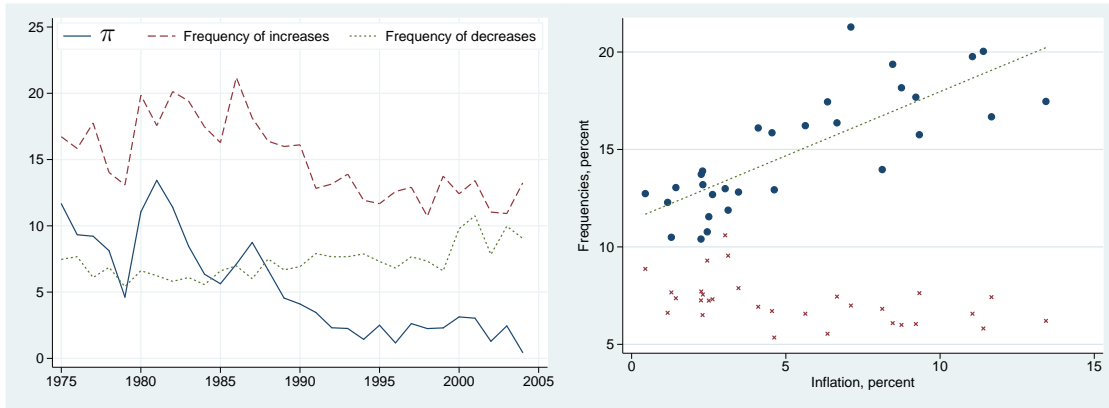 π Frequency of increases Frequency of decreases
25
20
15
10
5
0
1975 1980 1985 1990 1995 2000 2005
Frequencies, percent
20
15
10
5
0 5 10 15
Inflation, percent